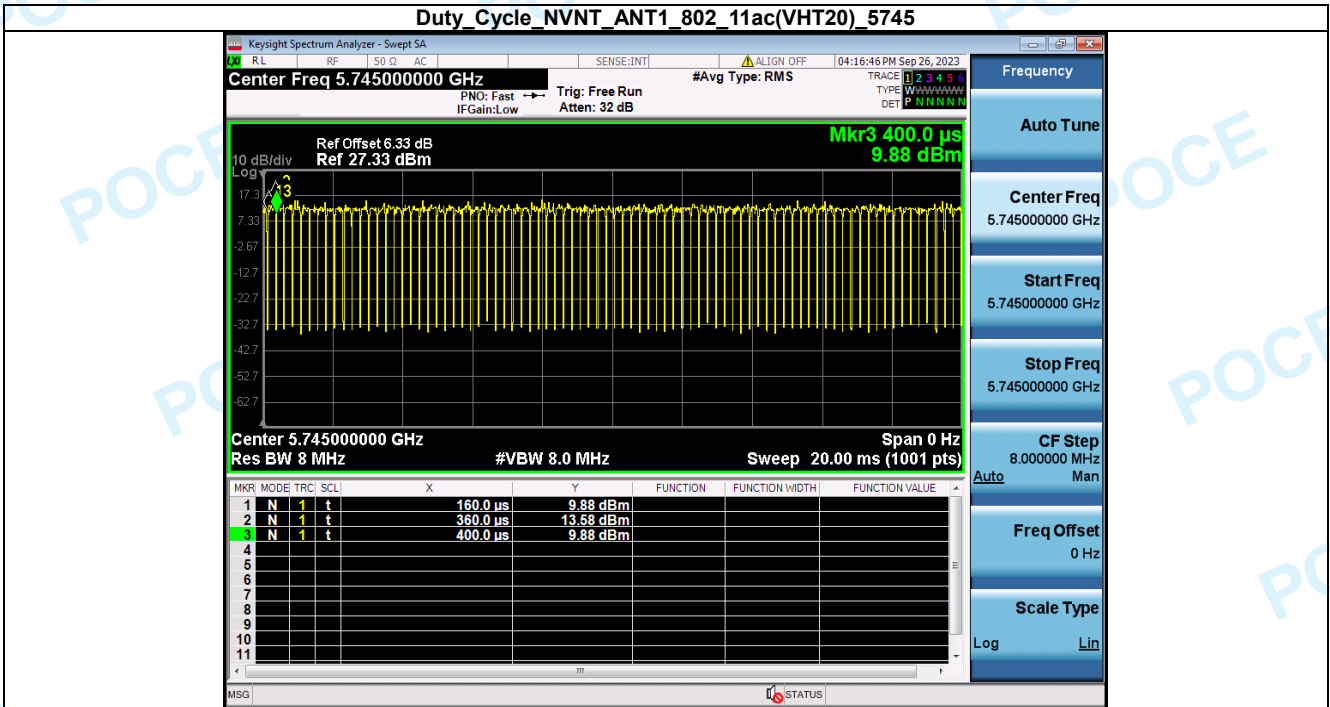 Duty_Cycle_NVNT_ANT1_802_11ac(VHT20)_5745
Keysight Spectrum Analyzer - Swept SA
LXI RL RF 50 Ω AC SENSE:INT ALIGN OFF 04:16:46 PM Sep 26, 2023
Center Freq 5.745000000 GHz
PNO: Fast
IFGain:Low
Trig: Free Run
Atten: 32 dB
#Avg Type: RMS
TRACE 1 2 3 4 5 6
TYPE WWWWWW
DET P N N N N N
Ref Offset 6.33 dB
10 dB/div Ref 27.33 dBm
Log
Mkr3 400.0 µs
9.88 dBm
17.3
7.33
-2.67
-12.7
-22.7
-32.7
-42.7
-52.7
-62.7
Center 5.745000000 GHz Span 0 Hz
Res BW 8 MHz #VBW 8.0 MHz Sweep 20.00 ms (1001 pts)
MKR MODE TRC SCL X Y FUNCTION FUNCTION WIDTH FUNCTION VALUE
1 N 1 t 160.0 µs 9.88 dBm
2 N 1 t 360.0 µs 13.58 dBm
3 N 1 t 400.0 µs 9.88 dBm
4
5
6
7
8
9
10
11
MSG STATUS
Frequency
Auto Tune
Center Freq
5.745000000 GHz
Start Freq
5.745000000 GHz
Stop Freq
5.745000000 GHz
CF Step
8.000000 MHz
Auto Man
Freq Offset
0 Hz
Scale Type
Log Lin
POCE
POCE